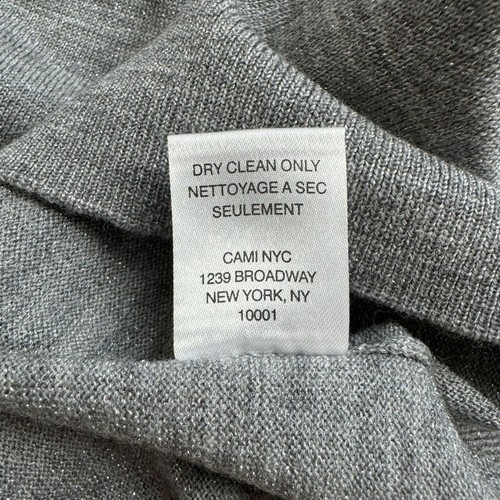 DRY CLEAN ONLY
NETTOYAGE A SEC
SEULEMENT
CAMI NYC
1239 BROADWAY
NEW YORK, NY
10001